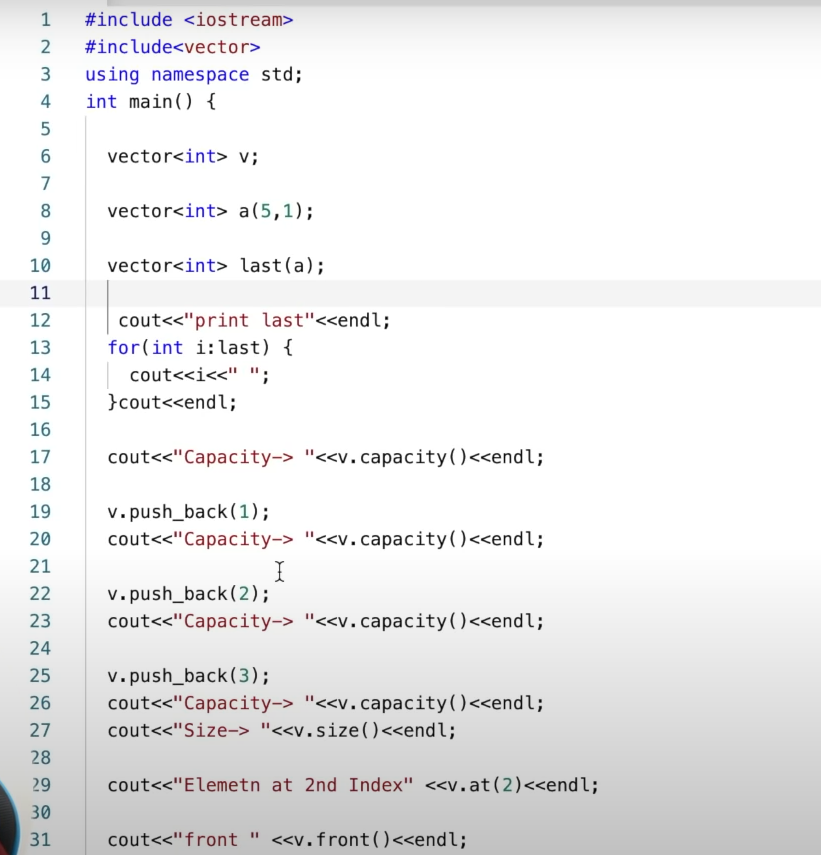 1 #include <iostream>
2 #include<vector>
3 using namespace std;
4 int main() {
5
6 vector<int> v;
7
8 vector<int> a(5,1);
9
10 vector<int> last(a);
11
12 cout<<"print last"<<endl;
13 for(int i:last) {
14 cout<<i<<" ";
15 }cout<<endl;
16
17 cout<<"Capacity-> "<<v.capacity()<<endl;
18
19 v.push_back(1);
20 cout<<"Capacity-> "<<v.capacity()<<endl;
21
22 v.push_back(2);
23 cout<<"Capacity-> "<<v.capacity()<<endl;
24
25 v.push_back(3);
26 cout<<"Capacity-> "<<v.capacity()<<endl;
27 cout<<"Size-> "<<v.size()<<endl;
28
29 cout<<"Elemetn at 2nd Index" <<v.at(2)<<endl;
30
31 cout<<"front " <<v.front()<<endl;